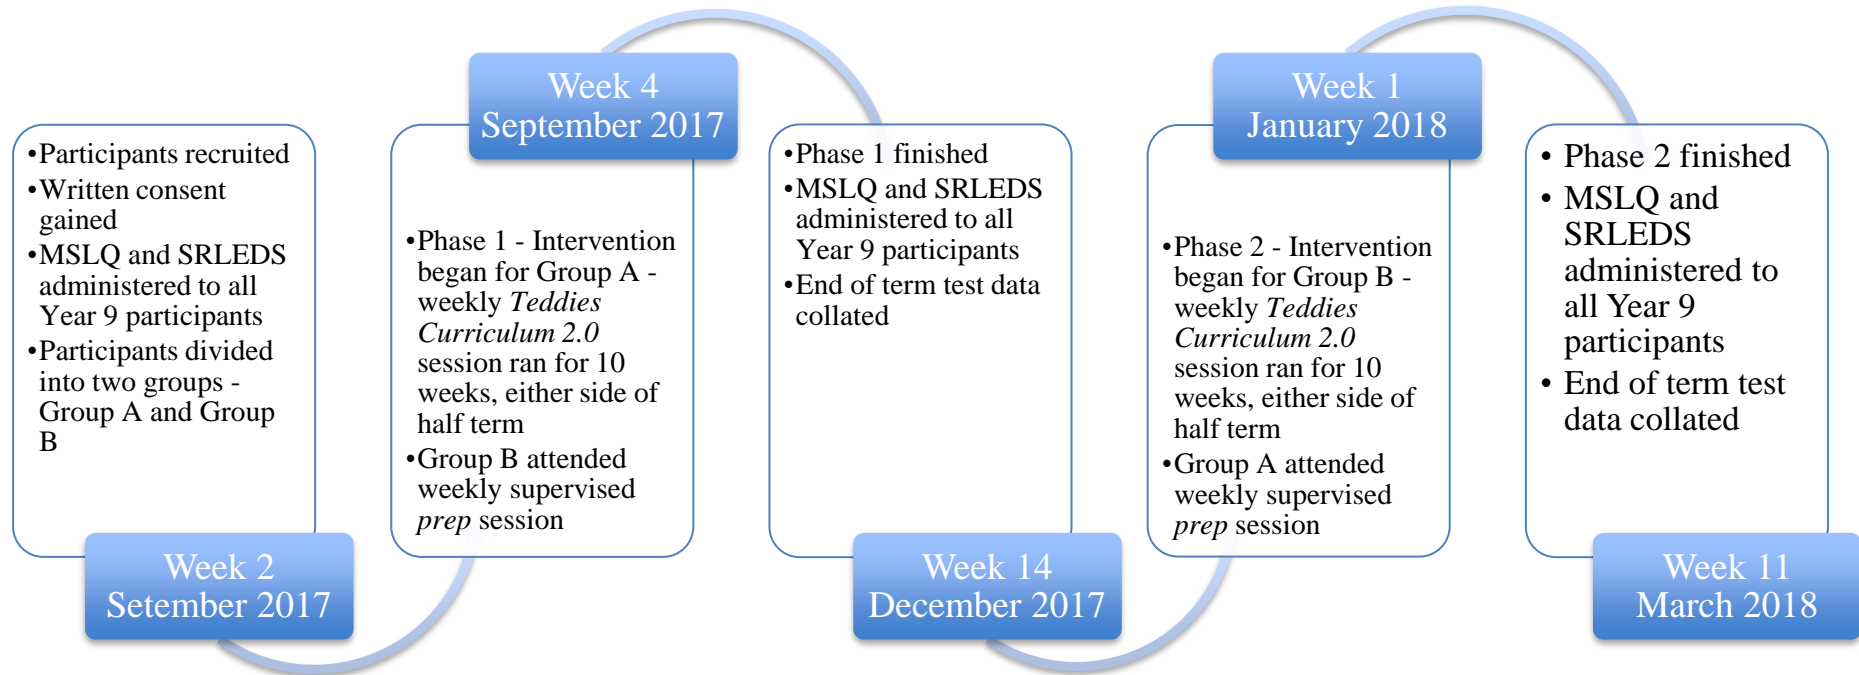 •Participants recruited
•Written consent
gained
•MSLQ and SRLEDS
administered to all
Year 9 participants
•Participants divided
into two groups -
Group A and Group
B
Week 2
Setember 2017
Week 4
September 2017
•Phase 1 - Intervention
began for Group A -
weekly Teddies
Curriculum 2.0
session ran for 10
weeks, either side of
half term
•Group B attended
weekly supervised
prep session
•Phase 1 finished
•MSLQ and SRLEDS
administered to all
Year 9 participants
•End of term test data
collated
Week 14
December 2017
Week 1
January 2018
•Phase 2 - Intervention
began for Group B -
weekly Teddies
Curriculum 2.0
session ran for 10
weeks, either side of
half term
•Group A attended
weekly supervised
prep session
• Phase 2 finished
• MSLQ and
SRLEDS
administered to
all Year 9
participants
• End of term test
data collated
Week 11
March 2018